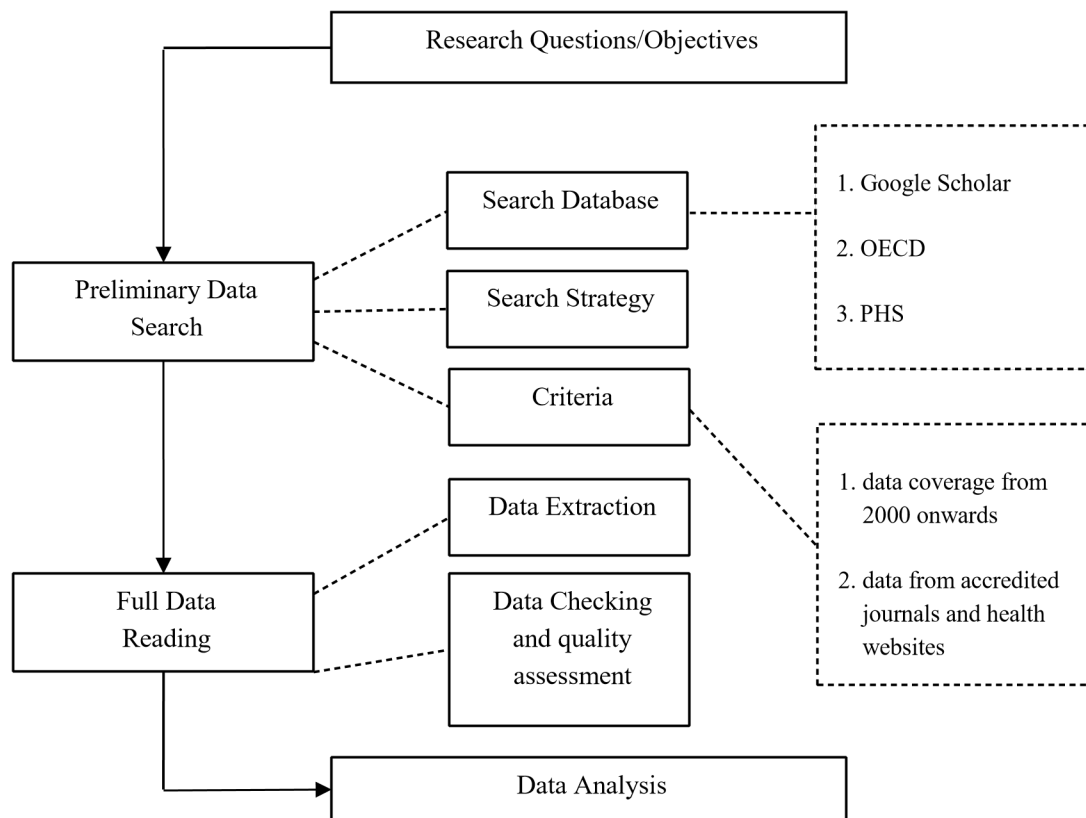 Research Questions/Objectives
Search Database
1. Google Scholar
2. OECD
3. PHS
Preliminary Data
Search
Search Strategy
Criteria
1. data coverage from
2000 onwards
2. data from accredited
journals and health
websites
Data Extraction
Full Data
Reading
Data Checking
and quality
assessment
Data Analysis